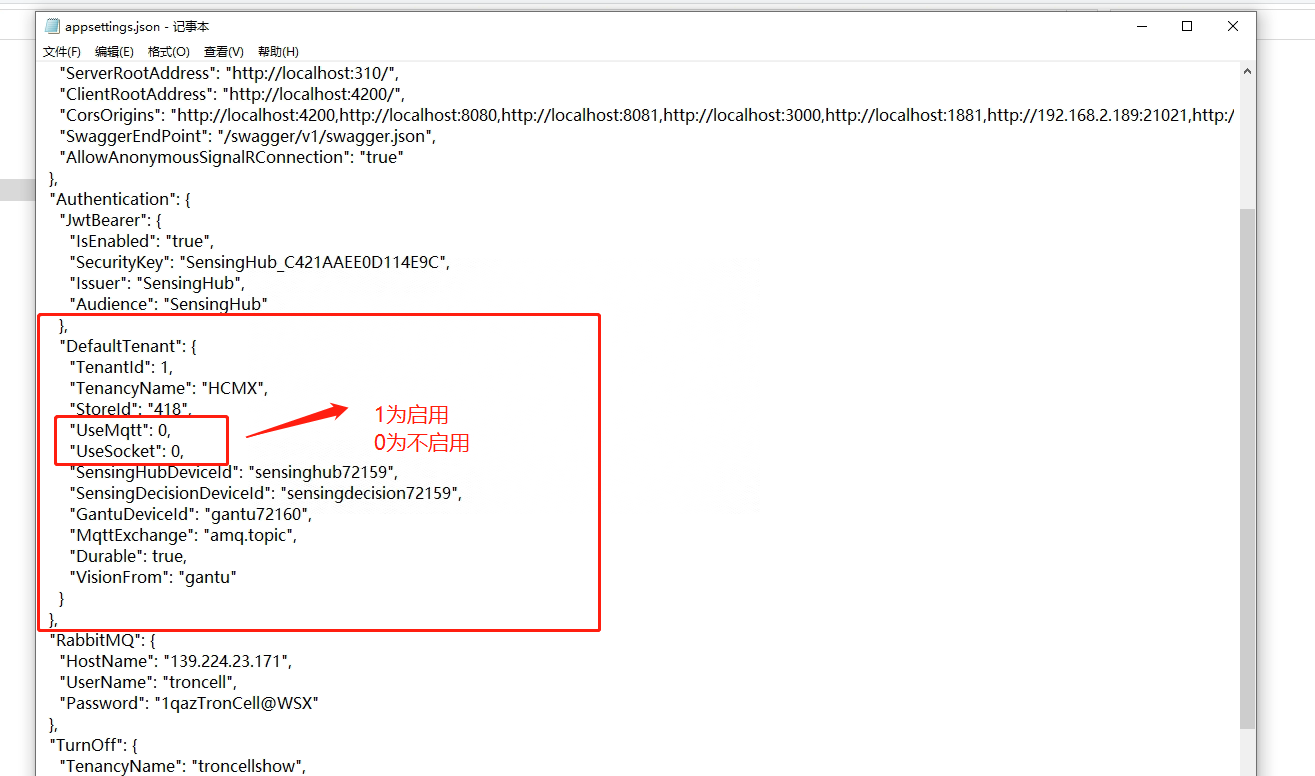 appsettings.json - 记事本
文件(F) 编辑(E) 格式(O) 查看(V) 帮助(H)
"ServerRootAddress": "http://localhost:310/",
"ClientRootAddress": "http://localhost:4200/",
"CorsOrigins": "http://localhost:4200,http://localhost:8080,http://localhost:8081,http://localhost:3000,http://localhost:1881,http://192.168.2.189:21021,http:/
"SwaggerEndPoint": "/swagger/v1/swagger.json",
"AllowAnonymousSignalRConnection": "true"
},
"Authentication": {
"JwtBearer": {
"IsEnabled": "true",
"SecurityKey": "SensingHub_C421AAEE0D114E9C",
"Issuer": "SensingHub",
"Audience": "SensingHub"
},
"DefaultTenant": {
"TenantId": 1,
"TenancyName": "HCMX",
"StoreId": "418",
"UseMqtt": 0,
"UseSocket": 0,
1为启用
0为不启用
"SensingHubDeviceId": "sensinghub72159",
"SensingDecisionDeviceId": "sensingdecision72159",
"GantuDeviceId": "gantu72160",
"MqttExchange": "amq.topic",
"Durable": true,
"VisionFrom": "gantu"
}
},
"RabbitMQ": {
"HostName": "139.224.23.171",
"UserName": "troncell",
"Password": "1qazTronCell@WSX"
},
"TurnOff": {
"TenancyName": "troncellshow",